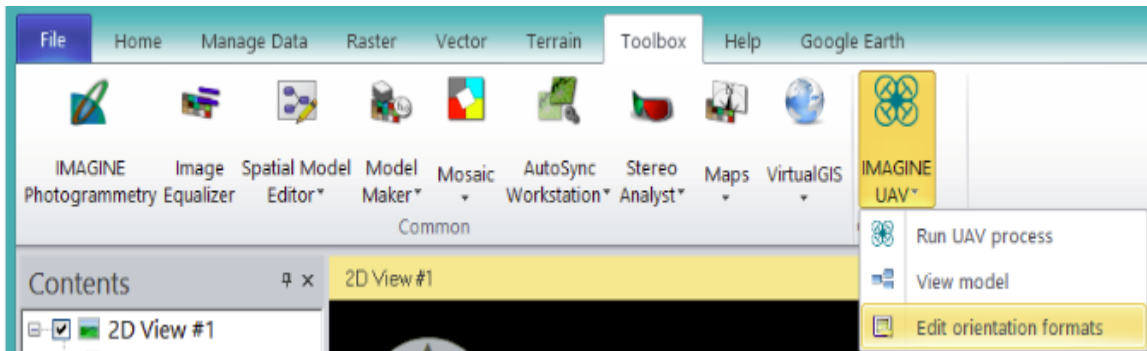 File Home Manage Data Raster Vector Terrain Toolbox Help Google Earth
IMAGINE Image Spatial Model Model Mosaic AutoSync Stereo Maps VirtualGIS IMAGINE
Photogrammetry Equalizer Editor Maker Workstation Analyst UAV
Common
Run UAV process
Contents 2D View #1
View model
2D View #1 Edit orientation formats